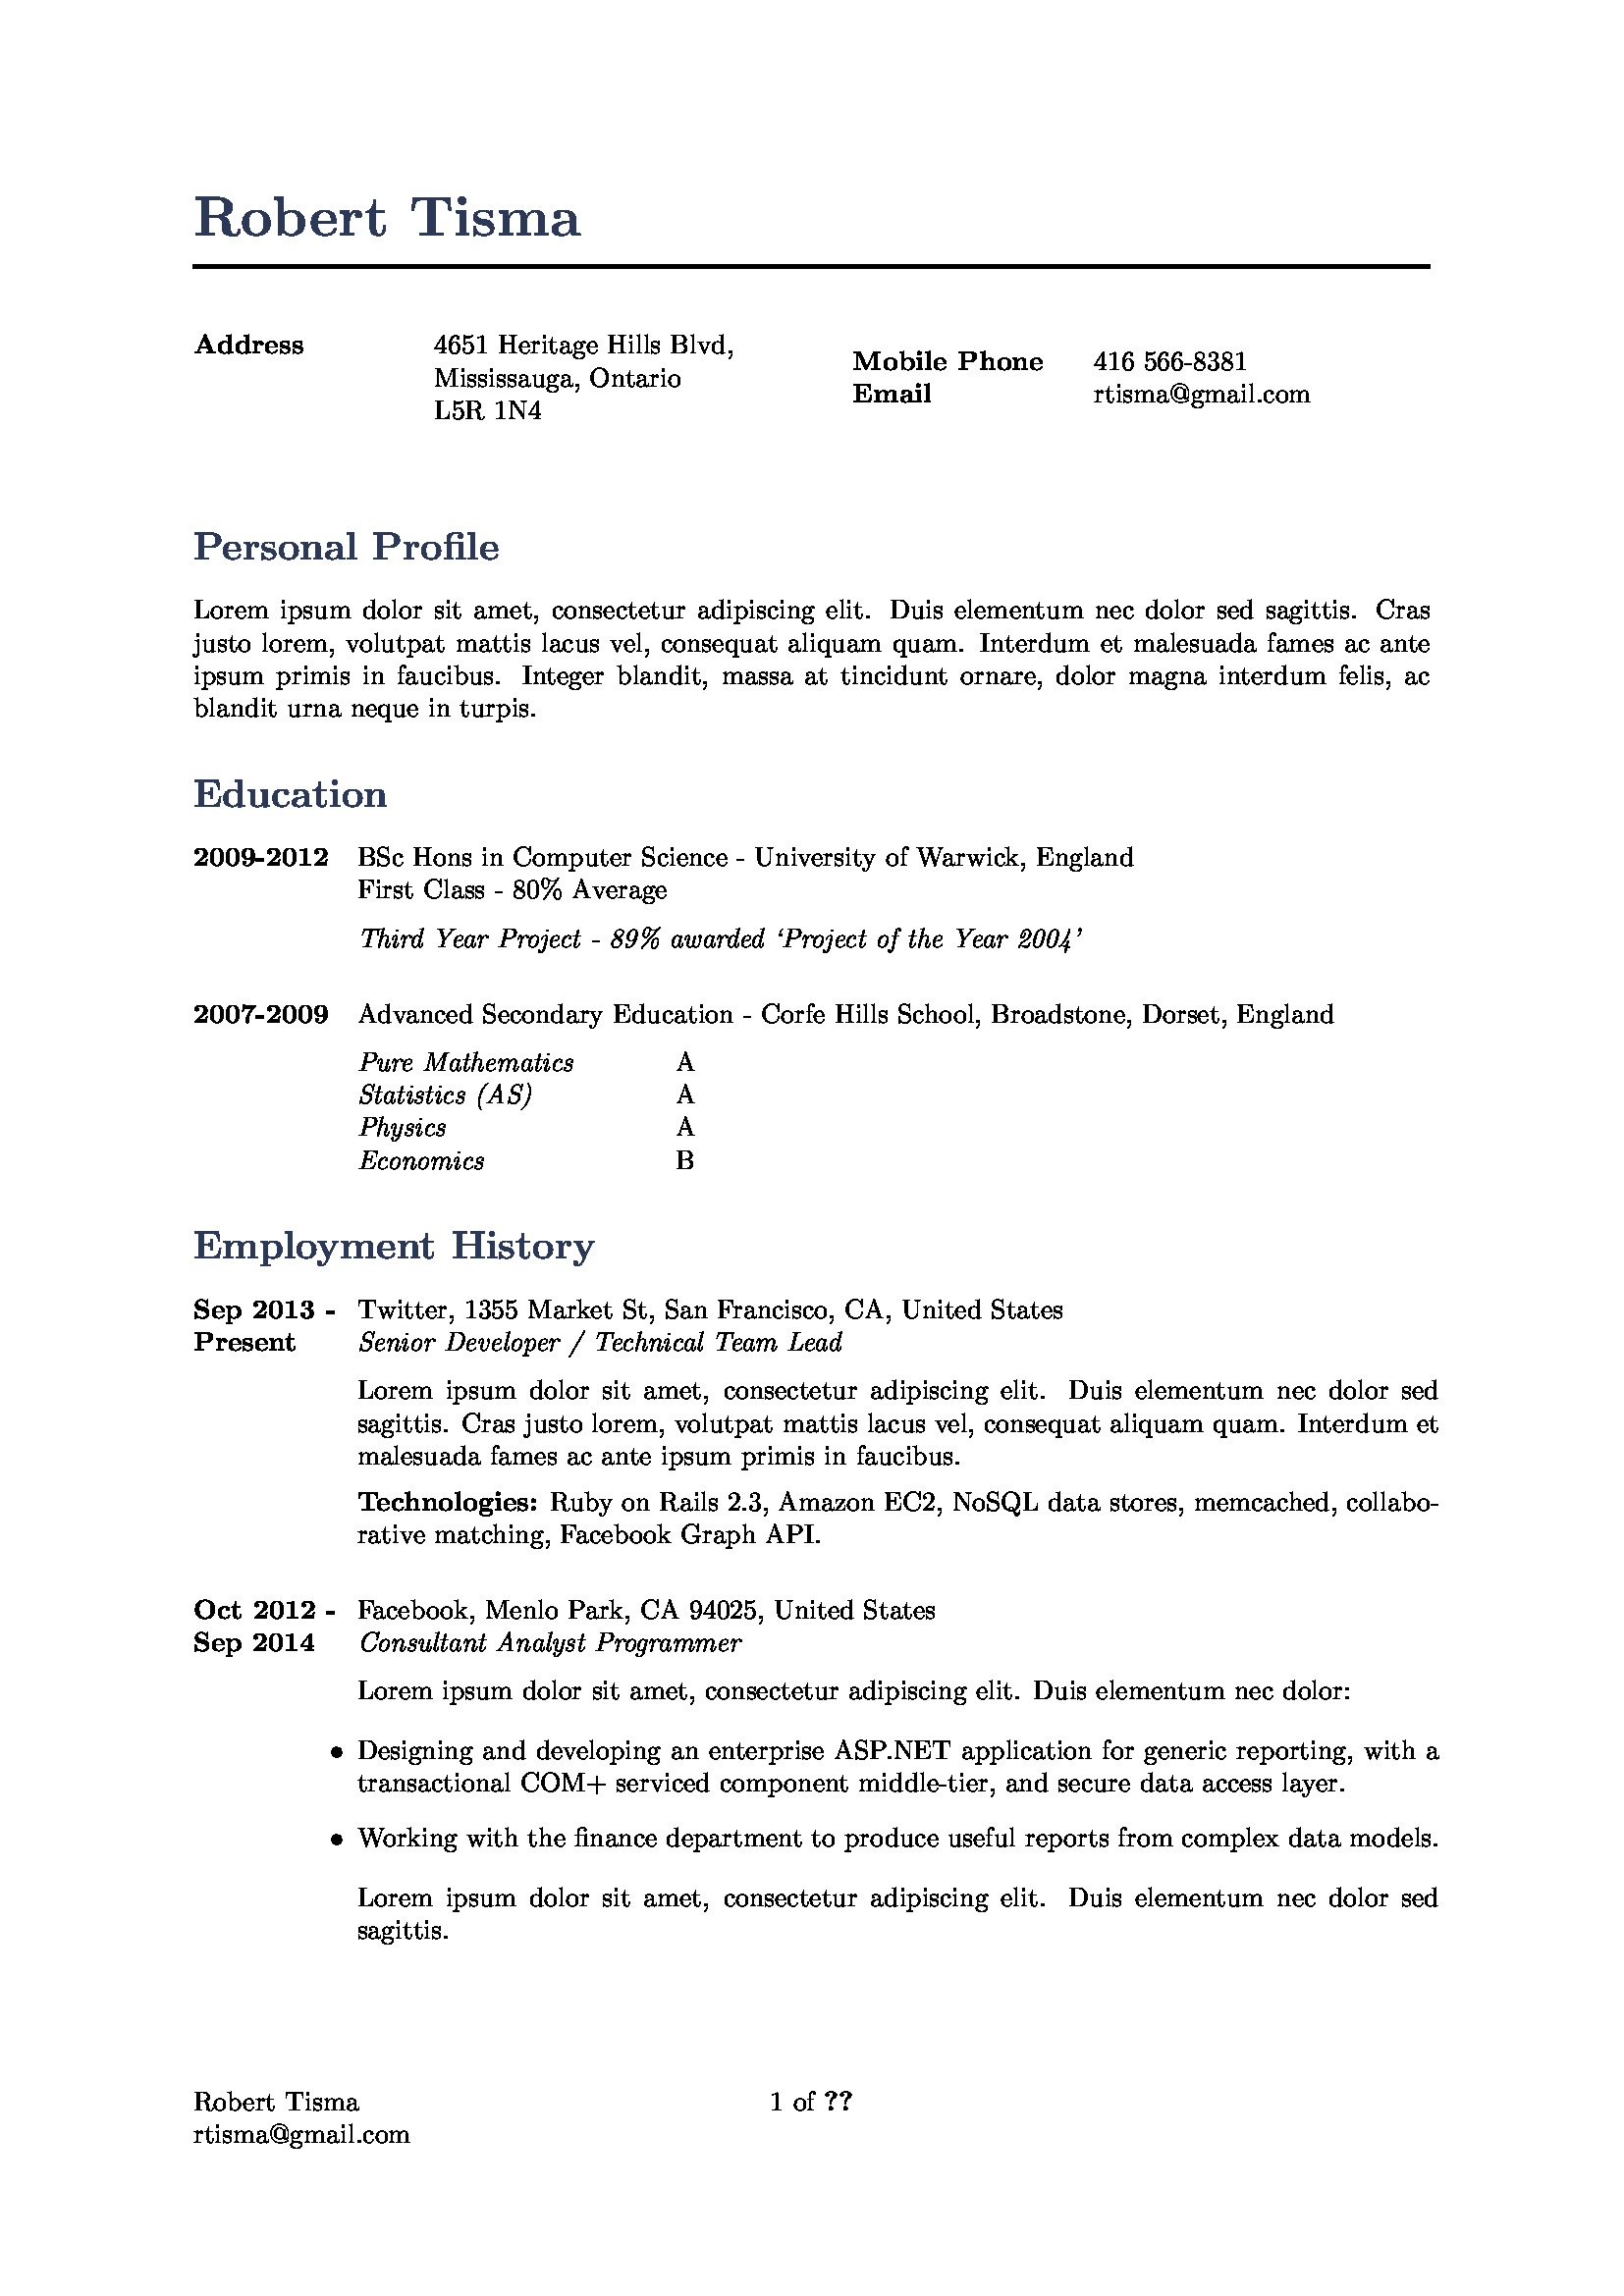 Robert Tisma
Address
4651 Heritage Hills Blvd,
Mississauga, Ontario
L5R 1N4
Mobile Phone 416 566-8381
Email rtisma@gmail.com
Personal Profile
Lorem ipsum dolor sit amet, consectetur adipiscing elit. Duis elementum nec dolor sed sagittis. Cras
justo lorem, volutpat mattis lacus vel, consequat aliquam quam. Interdum et malesuada fames ac ante
ipsum primis in faucibus. Integer blandit, massa at tincidunt ornare, dolor magna interdum felis, ac
blandit urna neque in turpis.
Education
2009-2012 BSc Hons in Computer Science - University of Warwick, England
First Class - 80% Average
Third Year Project - 89% awarded ‘Project of the Year 2004’
2007-2009 Advanced Secondary Education - Corfe Hills School, Broadstone, Dorset, England
Pure Mathematics A
Statistics (AS) A
Physics A
Economics B
Employment History
Sep 2013 - Twitter, 1355 Market St, San Francisco, CA, United States
Present Senior Developer / Technical Team Lead
Lorem ipsum dolor sit amet, consectetur adipiscing elit. Duis elementum nec dolor sed
sagittis. Cras justo lorem, volutpat mattis lacus vel, consequat aliquam quam. Interdum et
malesuada fames ac ante ipsum primis in faucibus.
Technologies: Ruby on Rails 2.3, Amazon EC2, NoSQL data stores, memcached, collabo-
rative matching, Facebook Graph API.
Oct 2012 - Facebook, Menlo Park, CA 94025, United States
Sep 2014 Consultant Analyst Programmer
Lorem ipsum dolor sit amet, consectetur adipiscing elit. Duis elementum nec dolor:
• Designing and developing an enterprise ASP.NET application for generic reporting, with a
transactional COM+ serviced component middle-tier, and secure data access layer.
• Working with the finance department to produce useful reports from complex data models.
Lorem ipsum dolor sit amet, consectetur adipiscing elit. Duis elementum nec dolor sed
sagittis.
Robert Tisma 1 of ??
rtisma@gmail.com